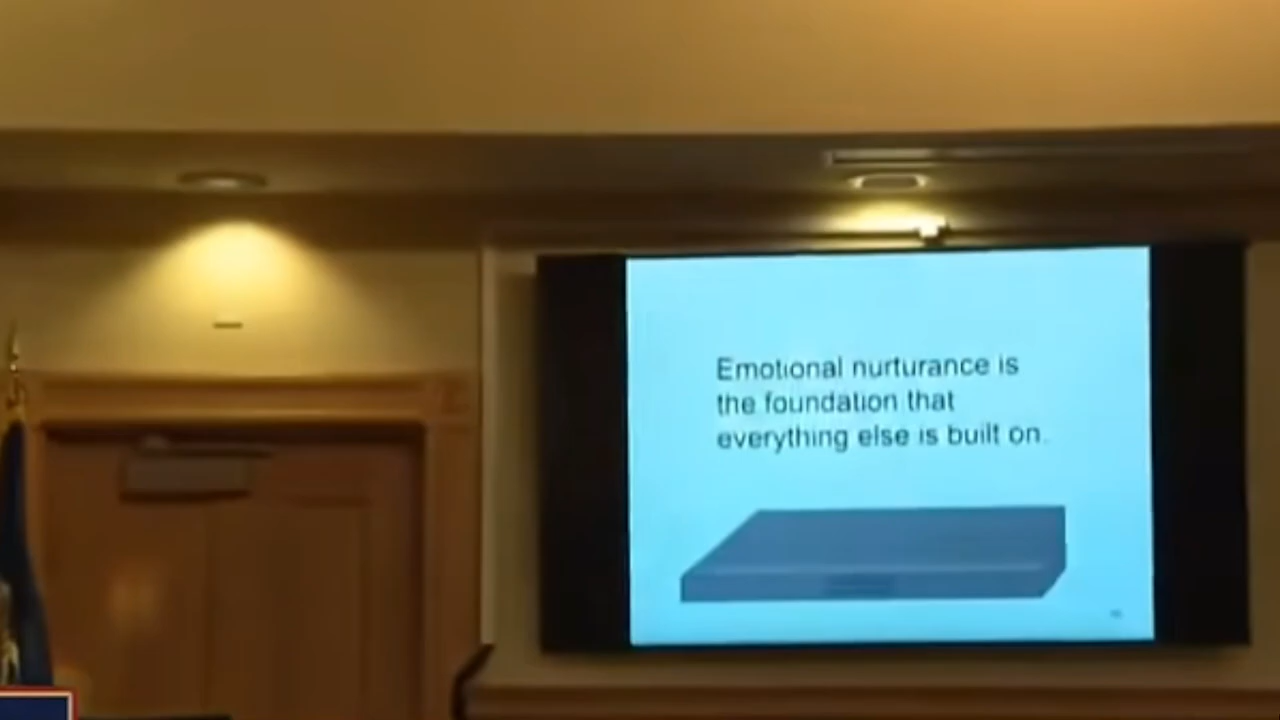 Emotional nurturance is
the foundation that
everything else is built on.